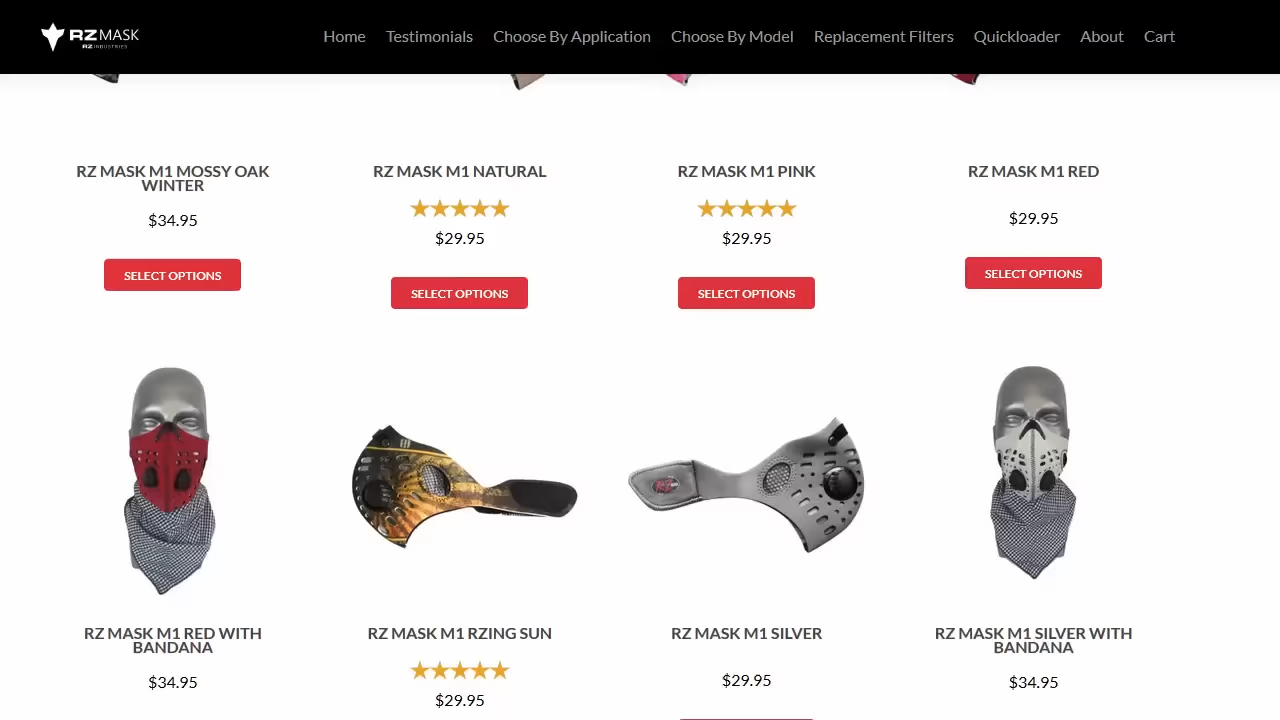 RZ MASK
RZ INDUSTRIES
Home
Testimonials
Choose By Application
Choose By Model
Replacement Filters
Quickloader
About
Cart
RZ MASK M1 MOSSY OAK
WINTER
$34.95
SELECT OPTIONS
RZ MASK M1 NATURAL
$29.95
SELECT OPTIONS
RZ MASK M1 PINK
$29.95
SELECT OPTIONS
RZ MASK M1 RED
$29.95
SELECT OPTIONS
RZ MASK M1 RED WITH
BANDANA
$34.95
RZ MASK M1 RZING SUN
$29.95
RZ MASK M1 SILVER
$29.95
RZ MASK M1 SILVER WITH
BANDANA
$34.95